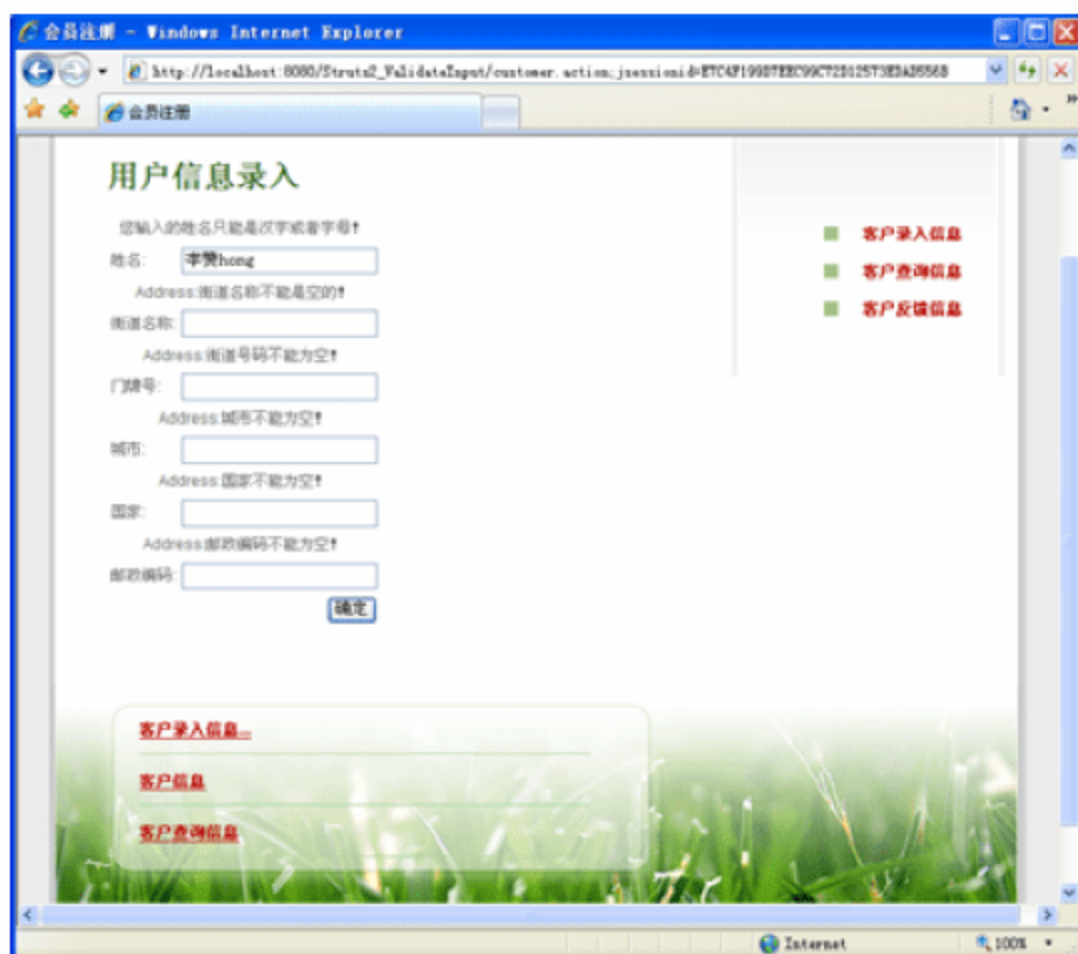 会员注册 - Windows Internet Explorer
http://localhost:8080/Struts2_ValidateInput/customer.action;jsessionid=
会员注册
用户信息录入
您输入的姓名只能是汉字或者字母!
姓名: 李赞hong
Address:街道名称不能是空的!
街道名称:
Address:街道号码不能为空!
门牌号:
Address:城市不能为空!
城市:
Address:国家不能为空!
国家:
Address:邮政编码不能为空!
邮政编码:
确定
客户录入信息
客户查询信息
客户反馈信息
客户录入信息...
客户信息
客户查询信息
Internet
100%